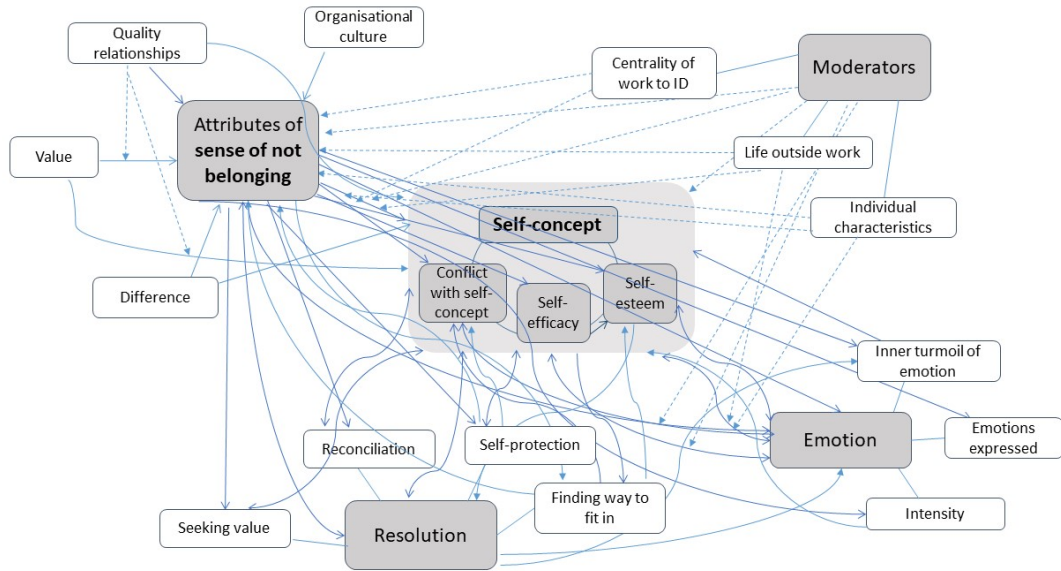 Quality
relationships
Organisational
culture
Centrality of
work to ID
Moderators
Attributes of
sense of not
belonging
Value
Life outside work
Individual
characteristics
Self-concept
Difference
Conflict
with self-
concept
Self-
efficacy
Self-
esteem
Inner turmoil of
emotion
Reconciliation
Self-protection
Emotion
Emotions
expressed
Seeking value
Resolution
Finding way to
fit in
Intensity